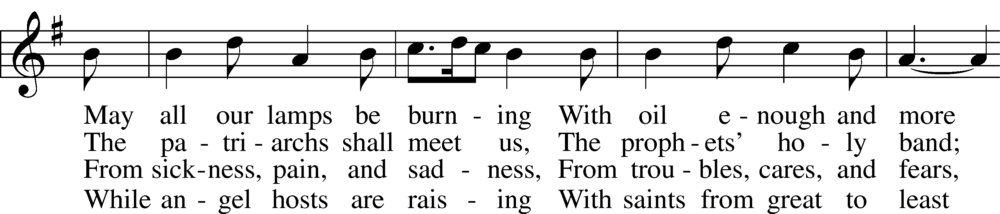 May all our lamps be burn - ing With oil e - nough and more
The pa - tri - archs shall meet us, The proph - ets’ ho - ly band;
From sick - ness, pain, and sad - ness, From trou - bles, cares, and fears,
While an - gel hosts are rais - ing With saints from great to least